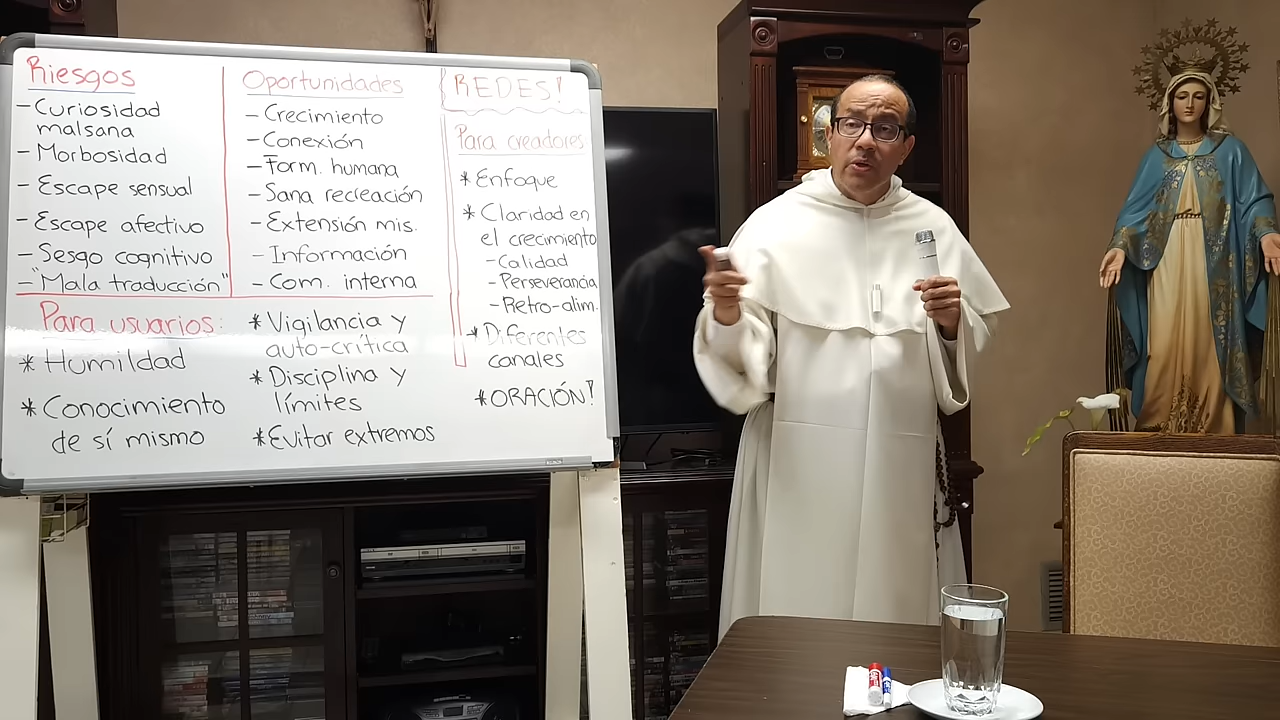 Riesgos
- Curiosidad
malsana
- Morbosidad
- Escape sensual
- Escape afectivo
- Sesgo cognitivo
- "Mala traducción"
Oportunidades
- Crecimiento
- Conexión
- Form. humana
- Sana recreación
- Extensión mis.
- Información
- Com. interna
Para usuarios:
* Humildad
* Conocimiento
de sí mismo
* Vigilancia y
auto-crítica
* Disciplina y
límites
* Evitar extremos
REDES!
Para creadores
* Enfoque
* Claridad en
el crecimiento
- Calidad
- Perseverancia
- Retro-alim.
* Diferentes
canales
* ORACIÓN!